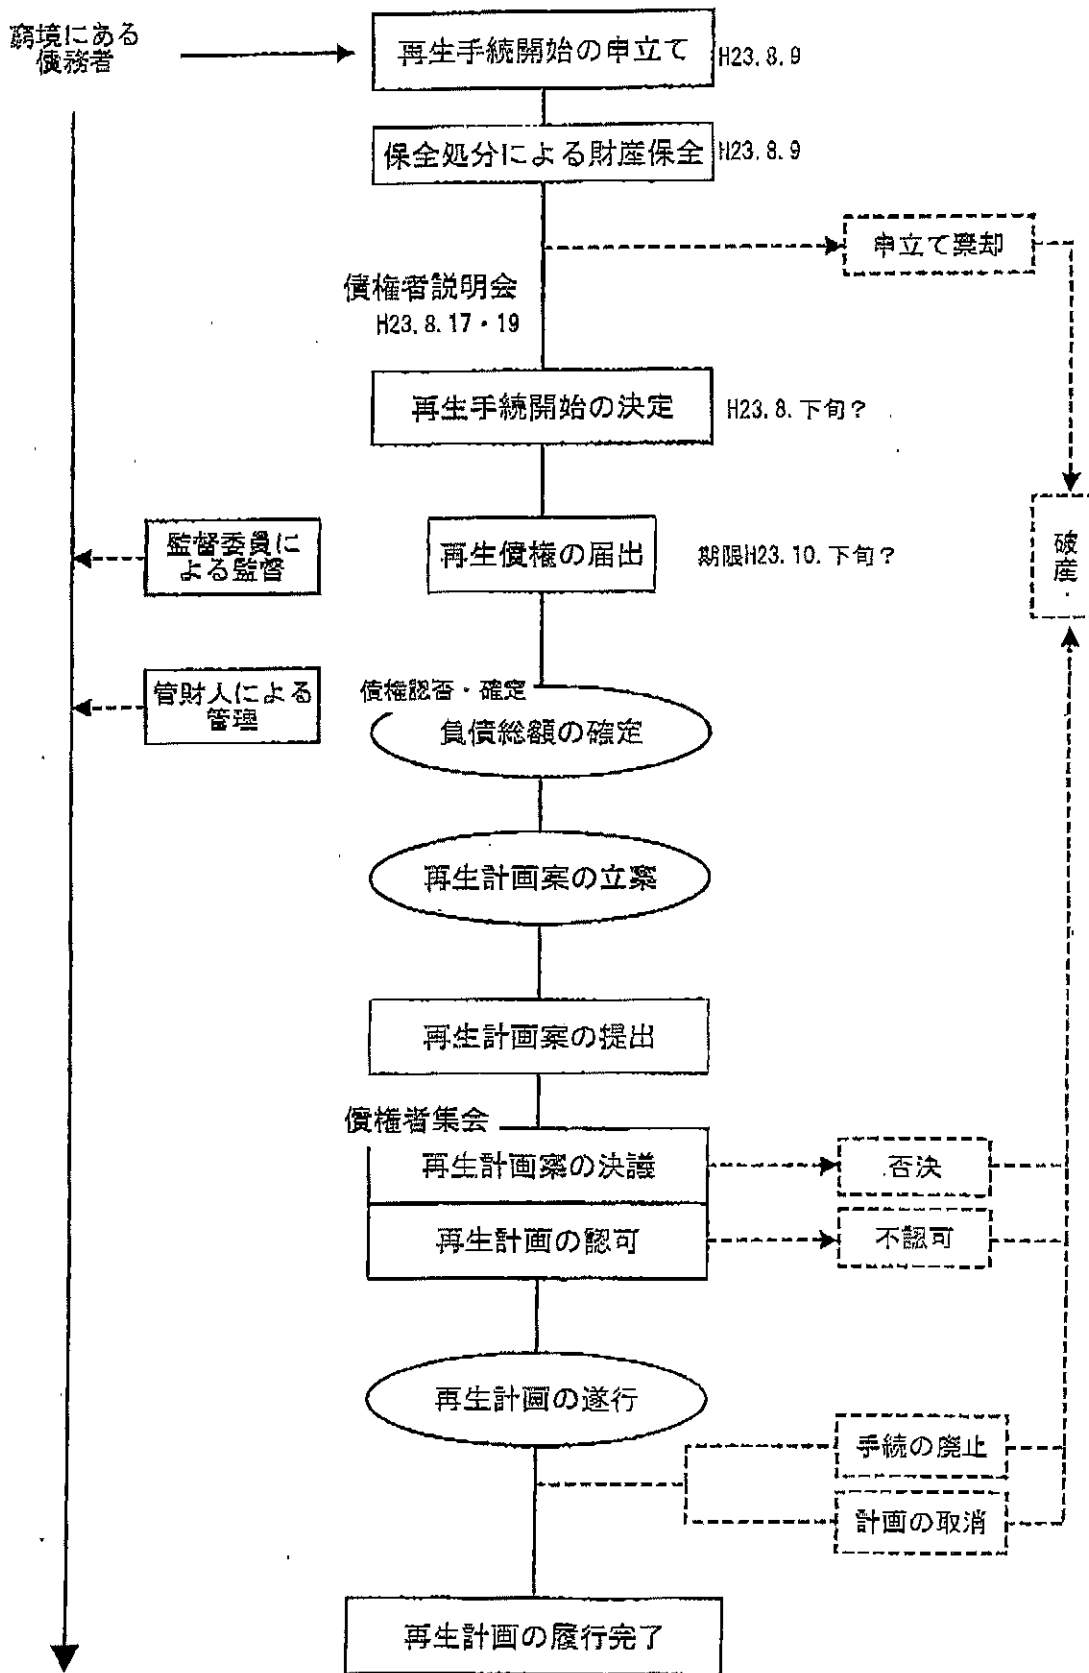 窮境にある
債務者
再生手続開始の申立て
H23.8.9
保全処分による財産保全
H23.8.9
申立て棄却
債権者説明会
H23.8.17・19
再生手続開始の決定
H23.8.下旬?
監督委員に
よる監督
再生債権の届出
期限H23.10.下旬?
破産
管財人による
管理
債権認否・確定
負債総額の確定
再生計画案の立案
再生計画案の提出
債権者集会
再生計画案の決議
否決
再生計画の認可
不認可
再生計画の遂行
手続の廃止
計画の取消
再生計画の履行完了